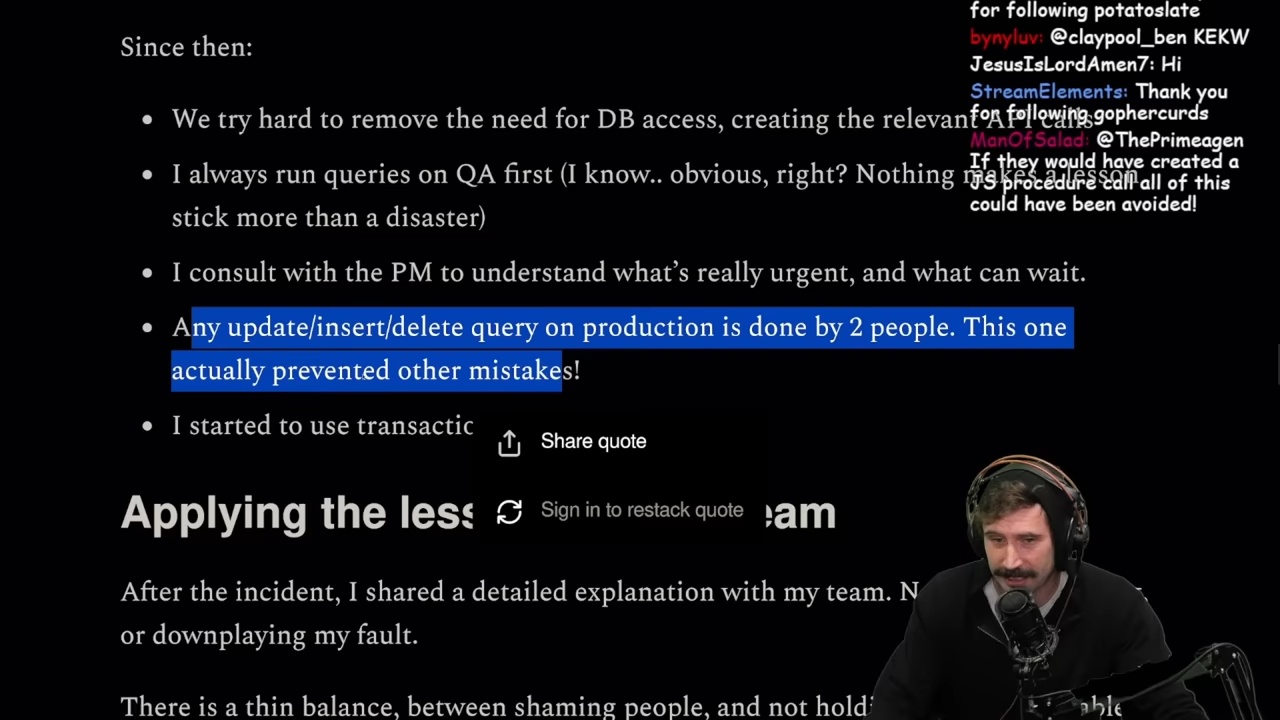 Since then:
We try hard to remove the need for DB access, creating the relevant API calls.
I always run queries on QA first (I know.. obvious, right? Nothing makes a lesson
stick more than a disaster)
I consult with the PM to understand what's really urgent, and what can wait.
Any update/insert/delete query on production is done by 2 people. This one
actually prevented other mistakes!
I started to use transactio
Share quote
Sign in to restack quote
Applying the less
eam
After the incident, I shared a detailed explanation with my team. N
or downplaying my fault.
There is a thin balance, between shaming people, and not holdi
able
for following potatoslate
bynyluv: @claypool_ben KEKW
JesusIsLordAmen7: Hi
StreamElements: Thank you
for following gophercurds
ManOfSalad: @ThePrimeagen
If they would have created a
JS procedure call all of this
could have been avoided!